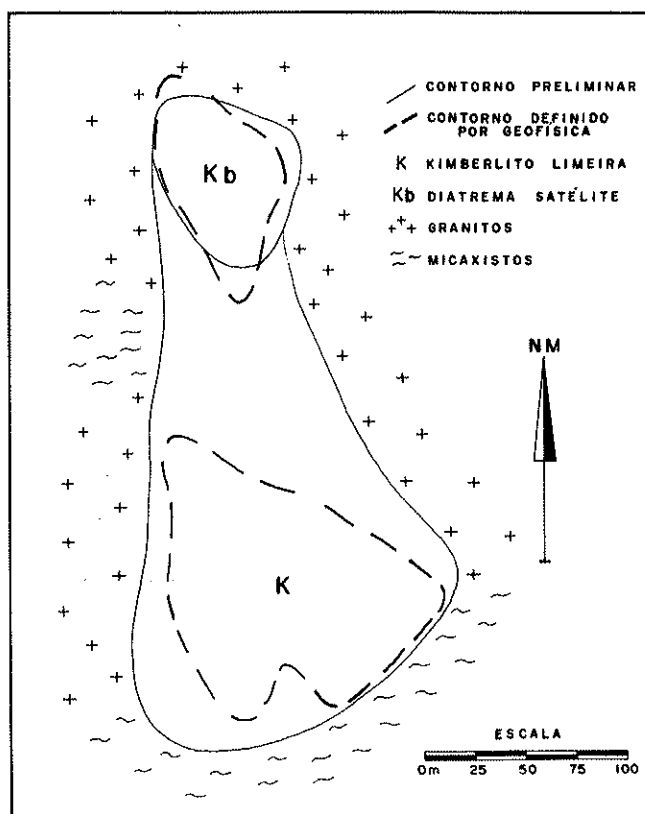 CONTORNO PRELIMINAR
CONTORNO DEFINIDO
POR GEOFÍSICA
K KIMBERLITO LIMEIRA
Kb DIATREMA SATÉLITE
GRANITOS
MICAXISTOS
Kb
NM
K
ESCALA
0m 25 50 75 100